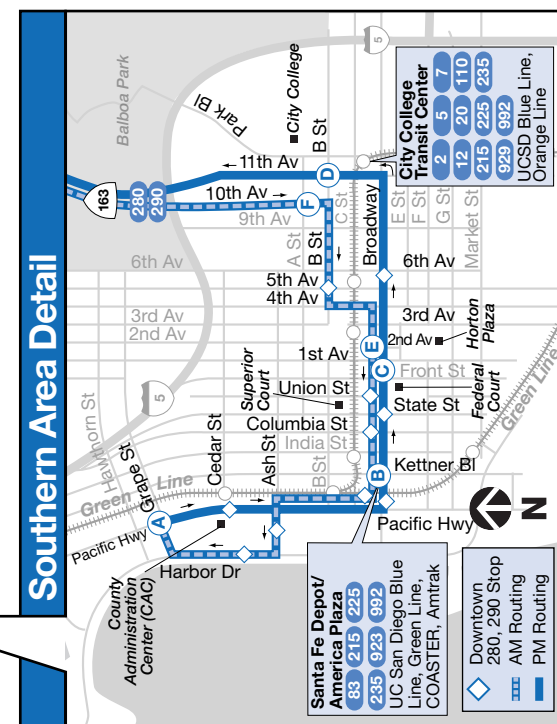 Southern Area Detail
Balboa Park
Park Bl
City College
5
163
280
290
11th Av
10th Av
9th Av
B St
D
F
A St
B St
C St
Broadway
E St
F St
G St
Market St
City College
Transit Center
2 5 7
12 20 110
215 225 235
929 992
UCSD Blue Line,
Orange Line
6th Av
6th Av
5th Av
4th Av
3rd Av
2nd Av
3rd Av
2nd Av
Horton
Plaza
1st Av
E
C
Front St
Federal
Court
5
Superior
Court
Union St
State St
Columbia St
India St
Green Line
Hawthorn St
Grape St
Cedar St
Ash St
B St
Kettner Bl
B
Green Line
Pacific Hwy
A
Pacific Hwy
N
Harbor Dr
County
Administration
Center (CAC)
Santa Fe Depot/
America Plaza
83 215 225
235 923 992
UC San Diego Blue
Line, Green Line,
COASTER, Amtrak
Downtown
280, 290 Stop
AM Routing
PM Routing